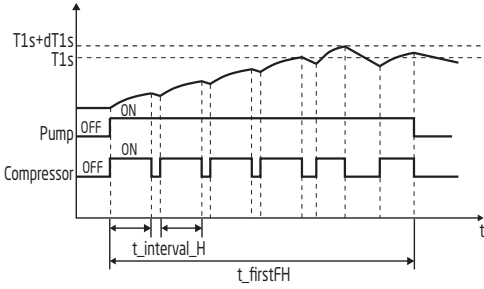 T1s+dT1s
T1s
ON
Pump OFF
ON
Compressor OFF
t
t_interval_H
t_firstFH